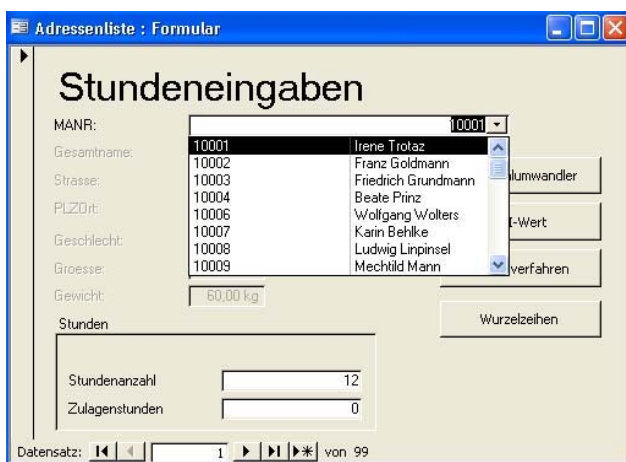 Adressenliste : Formular
Stundeneingaben
MANR: 10001
10001 Irene Trotaz
10002 Franz Goldmann
10003 Friedrich Grundmann
10004 Beate Prinz
10006 Wolfgang Wolters
10007 Karin Behlke
10008 Ludwig Linpinsel
10009 Mechtild Mann
Gesamtname:
Strasse:
PLZOrt:
Geschlecht:
Groesse:
Gewicht: 60,00 kg
lumwandler
I-Wert
verfahren
Wurzelzeihen
Stunden
Stundenanzahl 12
Zulagenstunden 0
Datensatz: 1 von 99